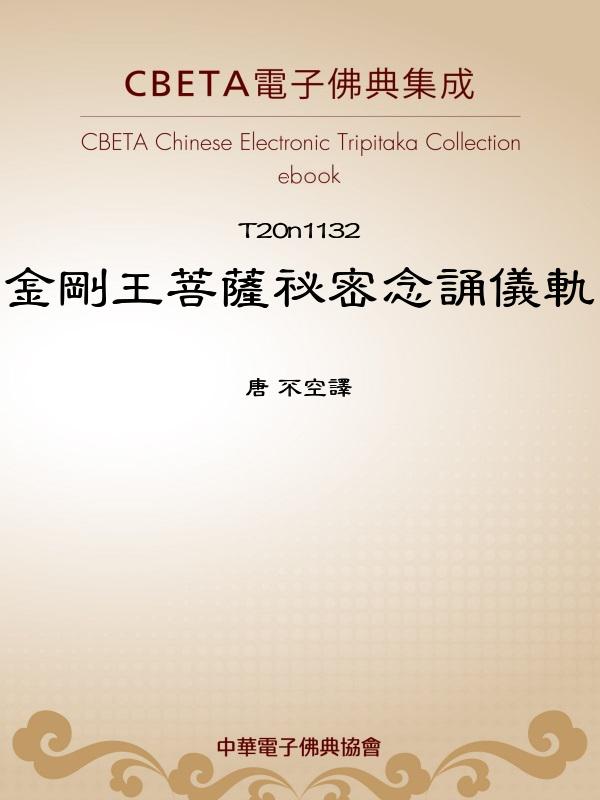 CBETA電子佛典集成
CBETA Chinese Electronic Tripitaka Collection
ebook
T20n1132
金剛王菩薩祕密念誦儀軌
唐 不空譯
中華電子佛典協會